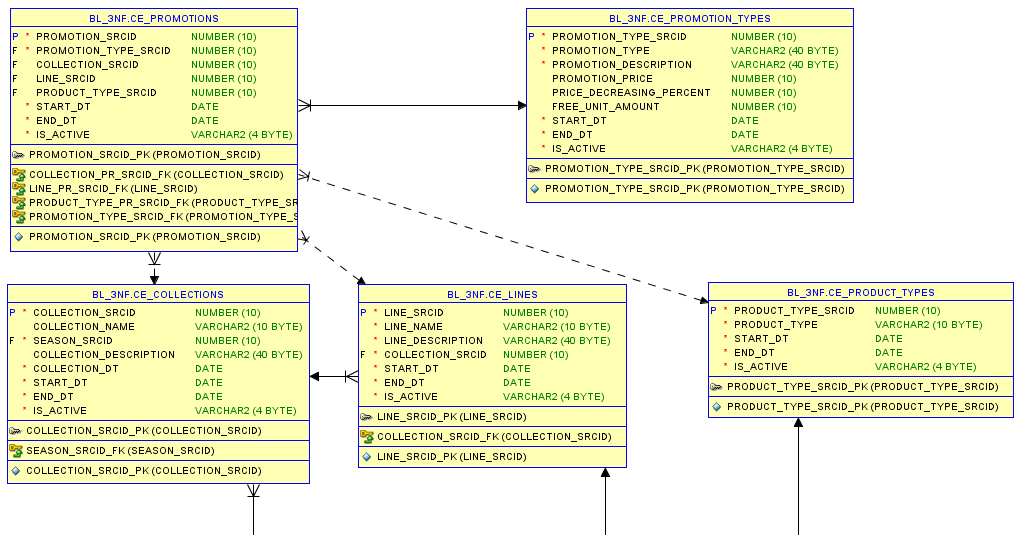 BL_3NF.CE_PROMOTIONS
P * PROMOTION_SRCID NUMBER (10)
F * PROMOTION_TYPE_SRCID NUMBER (10)
F COLLECTION_SRCID NUMBER (10)
F LINE_SRCID NUMBER (10)
F PRODUCT_TYPE_SRCID NUMBER (10)
* START_DT DATE
* END_DT DATE
* IS_ACTIVE VARCHAR2 (4 BYTE)
PROMOTION_SRCID_PK (PROMOTION_SRCID)
COLLECTION_PR_SRCID_FK (COLLECTION_SRCID)
LINE_PR_SRCID_FK (LINE_SRCID)
PRODUCT_TYPE_PR_SRCID_FK (PRODUCT_TYPE_SR
PROMOTION_TYPE_SRCID_FK (PROMOTION_TYPE_S
PROMOTION_SRCID_PK (PROMOTION_SRCID)
BL_3NF.CE_PROMOTION_TYPES
P * PROMOTION_TYPE_SRCID NUMBER (10)
* PROMOTION_TYPE VARCHAR2 (40 BYTE)
* PROMOTION_DESCRIPTION VARCHAR2 (40 BYTE)
PROMOTION_PRICE NUMBER (10)
PRICE_DECREASING_PERCENT NUMBER (10)
FREE_UNIT_AMOUNT NUMBER (10)
* START_DT DATE
* END_DT DATE
* IS_ACTIVE VARCHAR2 (4 BYTE)
PROMOTION_TYPE_SRCID_PK (PROMOTION_TYPE_SRCID)
PROMOTION_TYPE_SRCID_PK (PROMOTION_TYPE_SRCID)
BL_3NF.CE_COLLECTIONS
P * COLLECTION_SRCID NUMBER (10)
COLLECTION_NAME VARCHAR2 (10 BYTE)
F * SEASON_SRCID NUMBER (10)
COLLECTION_DESCRIPTION VARCHAR2 (40 BYTE)
* COLLECTION_DT DATE
* START_DT DATE
* END_DT DATE
* IS_ACTIVE VARCHAR2 (4 BYTE)
COLLECTION_SRCID_PK (COLLECTION_SRCID)
SEASON_SRCID_FK (SEASON_SRCID)
COLLECTION_SRCID_PK (COLLECTION_SRCID)
BL_3NF.CE_LINES
P * LINE_SRCID NUMBER (10)
* LINE_NAME VARCHAR2 (10 BYTE)
* LINE_DESCRIPTION VARCHAR2 (40 BYTE)
F * COLLECTION_SRCID NUMBER (10)
* START_DT DATE
* END_DT DATE
* IS_ACTIVE VARCHAR2 (4 BYTE)
LINE_SRCID_PK (LINE_SRCID)
COLLECTION_SRCID_FK (COLLECTION_SRCID)
LINE_SRCID_PK (LINE_SRCID)
BL_3NF.CE_PRODUCT_TYPES
P * PRODUCT_TYPE_SRCID NUMBER (10)
* PRODUCT_TYPE VARCHAR2 (10 BYTE)
* START_DT DATE
* END_DT DATE
* IS_ACTIVE VARCHAR2 (4 BYTE)
PRODUCT_TYPE_SRCID_PK (PRODUCT_TYPE_SRCID)
PRODUCT_TYPE_SRCID_PK (PRODUCT_TYPE_SRCID)